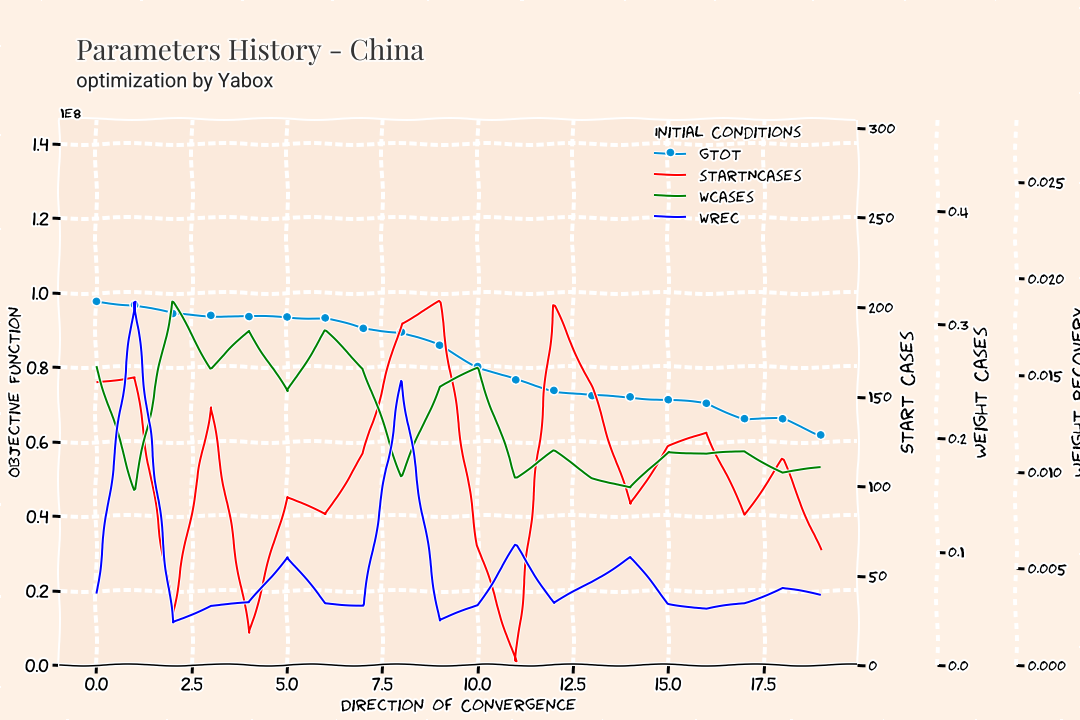 Parameters History - China
optimization by Yabox
1E8
INITIAL CONDITIONS
GTOT
STARTNCASES
WCASES
WREC
OBJECTIVE FUNCTION
1.4
1.2
1.0
0.8
0.6
0.4
0.2
0.0
0.0 2.5 5.0 7.5 10.0 12.5 15.0 17.5
DIRECTION OF CONVERGENCE
300
250
200
150
100
50
0
START CASES
0.4
0.3
0.2
0.1
0.0
WEIGHT CASES
0.025
0.020
0.015
0.010
0.005
0.000
WEIGHT RECOVERY